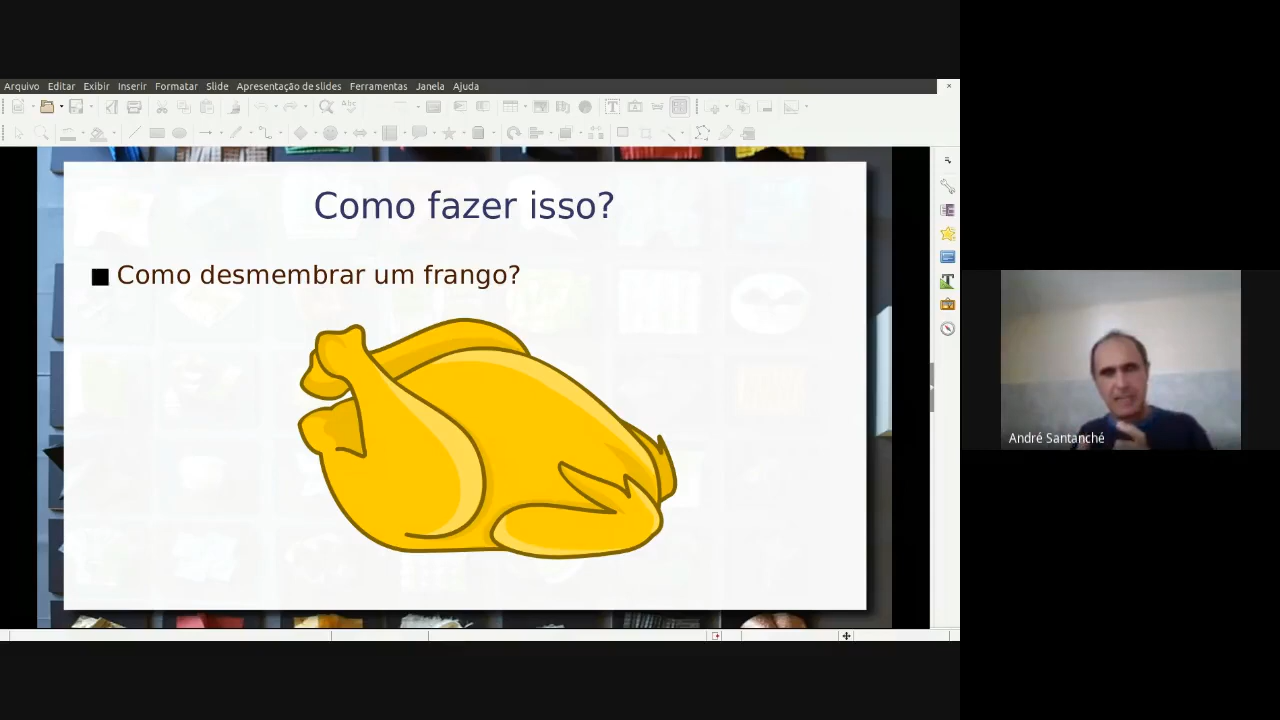 Arquivo Editar Exibir Inserir Formatar Slide Apresentação de slides Ferramentas Janela Ajuda
Como fazer isso?
Como desmembrar um frango?
André Santanchè